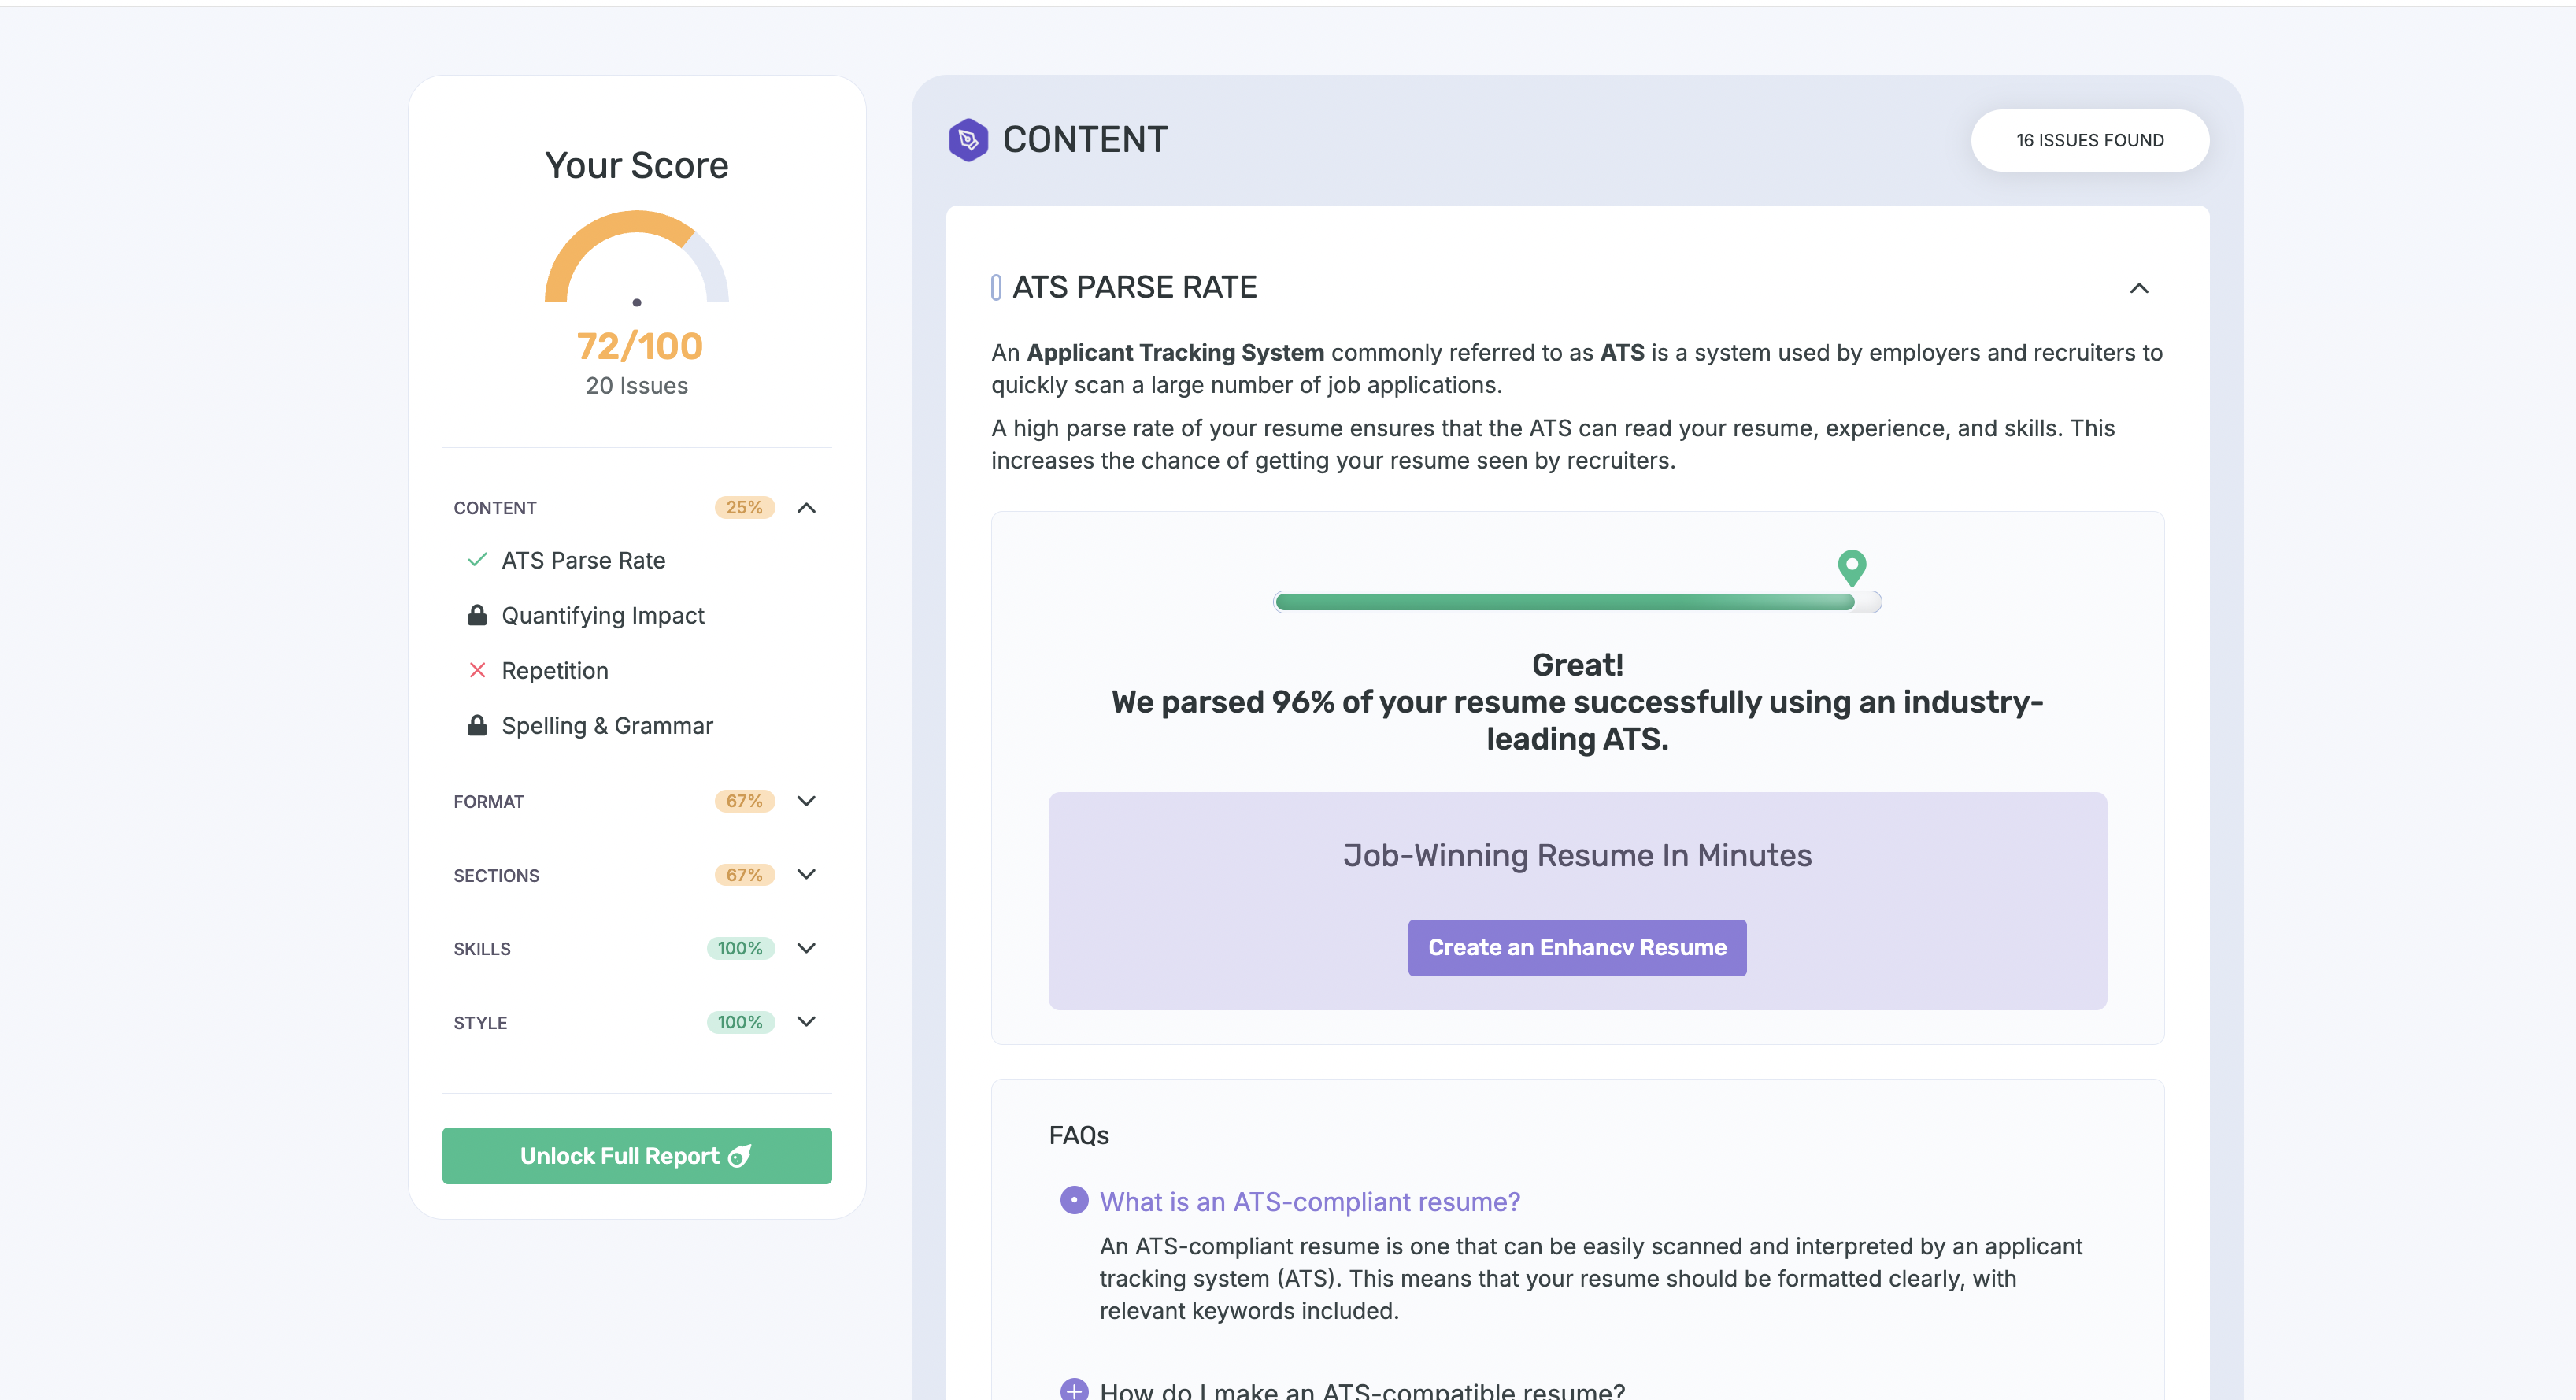 Your Score
72/100
20 Issues
CONTENT 25%
ATS Parse Rate
Quantifying Impact
Repetition
Spelling & Grammar
FORMAT 67%
SECTIONS 67%
SKILLS 100%
STYLE 100%
Unlock Full Report
CONTENT
16 ISSUES FOUND
ATS PARSE RATE
An Applicant Tracking System commonly referred to as ATS is a system used by employers and recruiters to
quickly scan a large number of job applications.
A high parse rate of your resume ensures that the ATS can read your resume, experience, and skills. This
increases the chance of getting your resume seen by recruiters.
Great!
We parsed 96% of your resume successfully using an industry-
leading ATS.
Job-Winning Resume In Minutes
Create an Enhancv Resume
FAQs
What is an ATS-compliant resume?
An ATS-compliant resume is one that can be easily scanned and interpreted by an applicant
tracking system (ATS). This means that your resume should be formatted clearly, with
relevant keywords included.
How do I make an ATS-compatible resume?